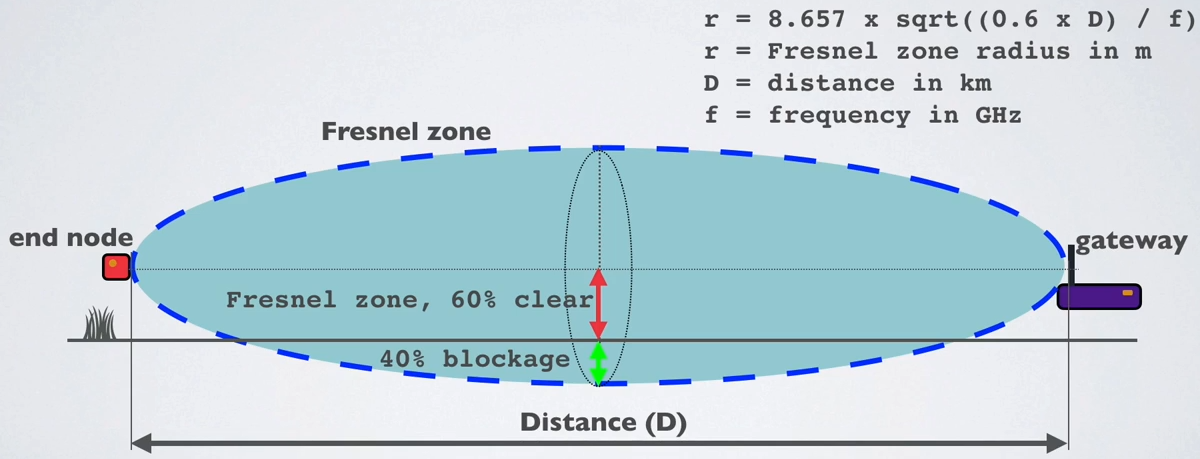 r = 8.657 x sqrt((0.6 x D) / f)
r = Fresnel zone radius in m
D = distance in km
f = frequency in GHz
Fresnel zone
end node
gateway
Fresnel zone, 60% clear
40% blockage
Distance (D)